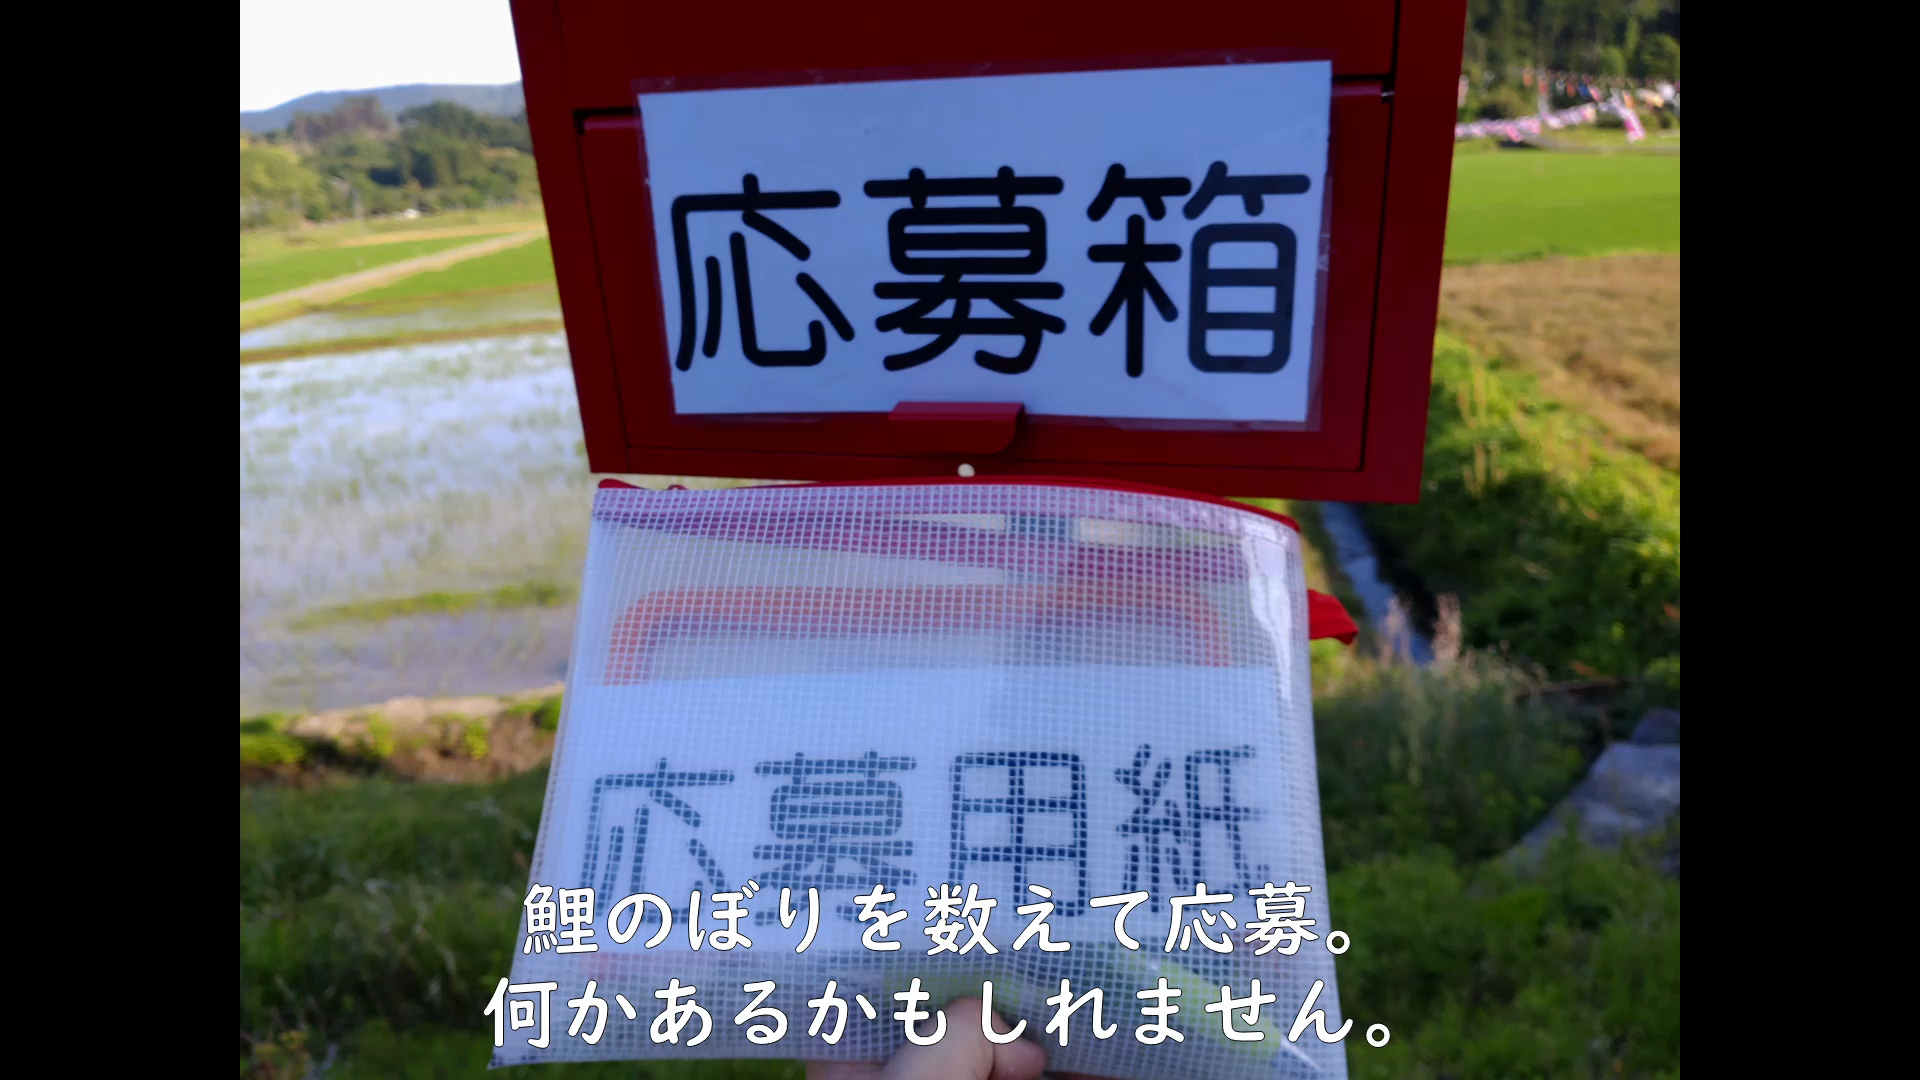 応募箱
応募用紙
鯉のぼりを数えて応募。
何かあるかもしれません。